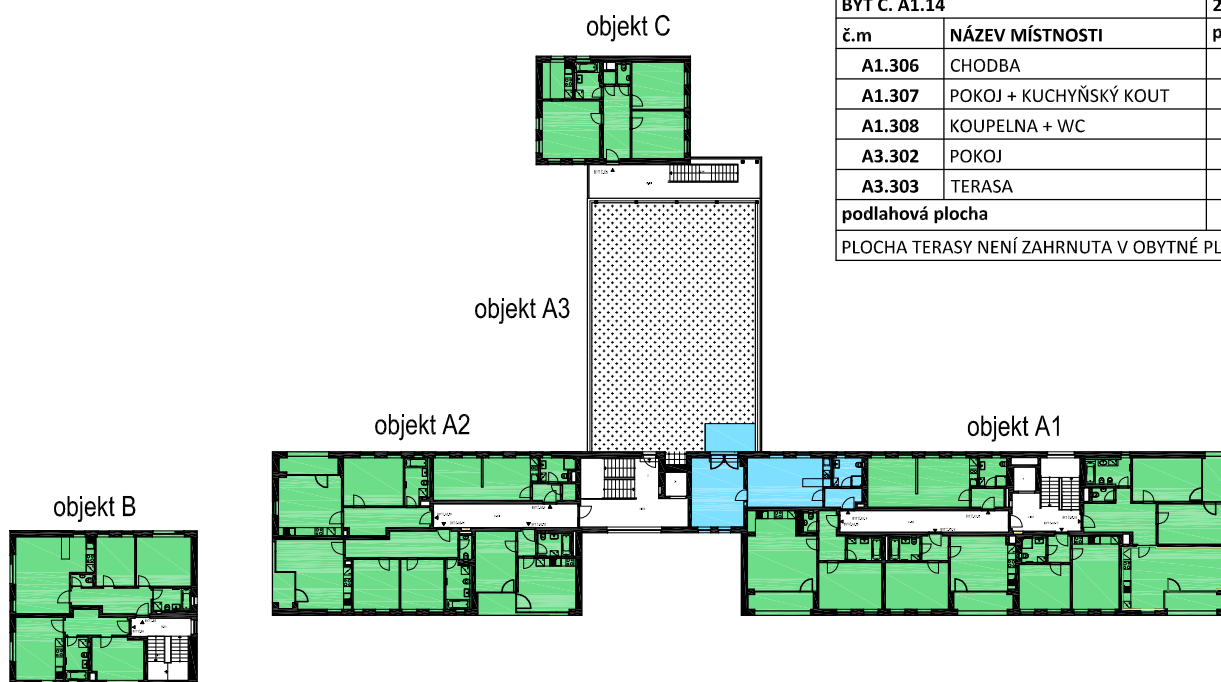 objekt C
BYT Č. A1.14 2
č.m NÁZEV MÍSTNOSTI p
A1.306 CHODBA
A1.307 POKOJ + KUCHYŇSKÝ KOUT
A1.308 KOUPELNA + WC
A3.302 POKOJ
A3.303 TERASA
podlahová plocha
PLOCHA TERASY NENÍ ZAHRNUTA V OBYTNÉ PL
objekt A3
objekt A2
objekt A1
objekt B